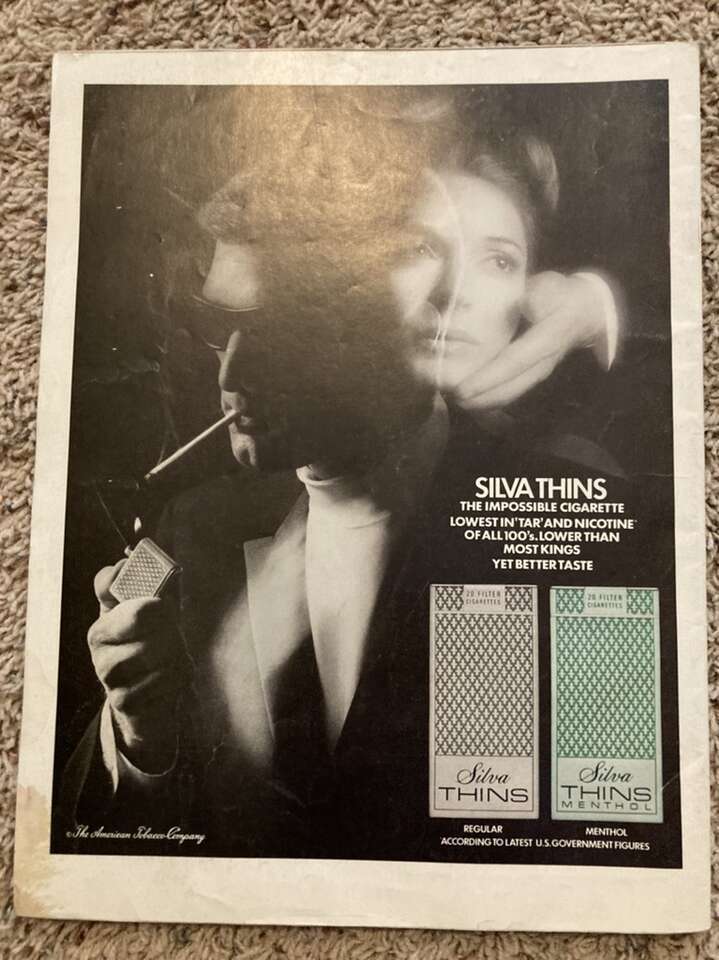 SILVA THINS
THE IMPOSSIBLE CIGARETTE
LOWEST IN 'TAR' AND NICOTINE*
OF ALL 100's. LOWER THAN
MOST KINGS
YET BETTER TASTE
20 FILTER
CIGARETTES
Silva
THINS
20 FILTER
CIGARETTES
Silva
THINS
MENTHOL
REGULAR
MENTHOL
*ACCORDING TO LATEST U.S. GOVERNMENT FIGURES
©The American Tobacco Company